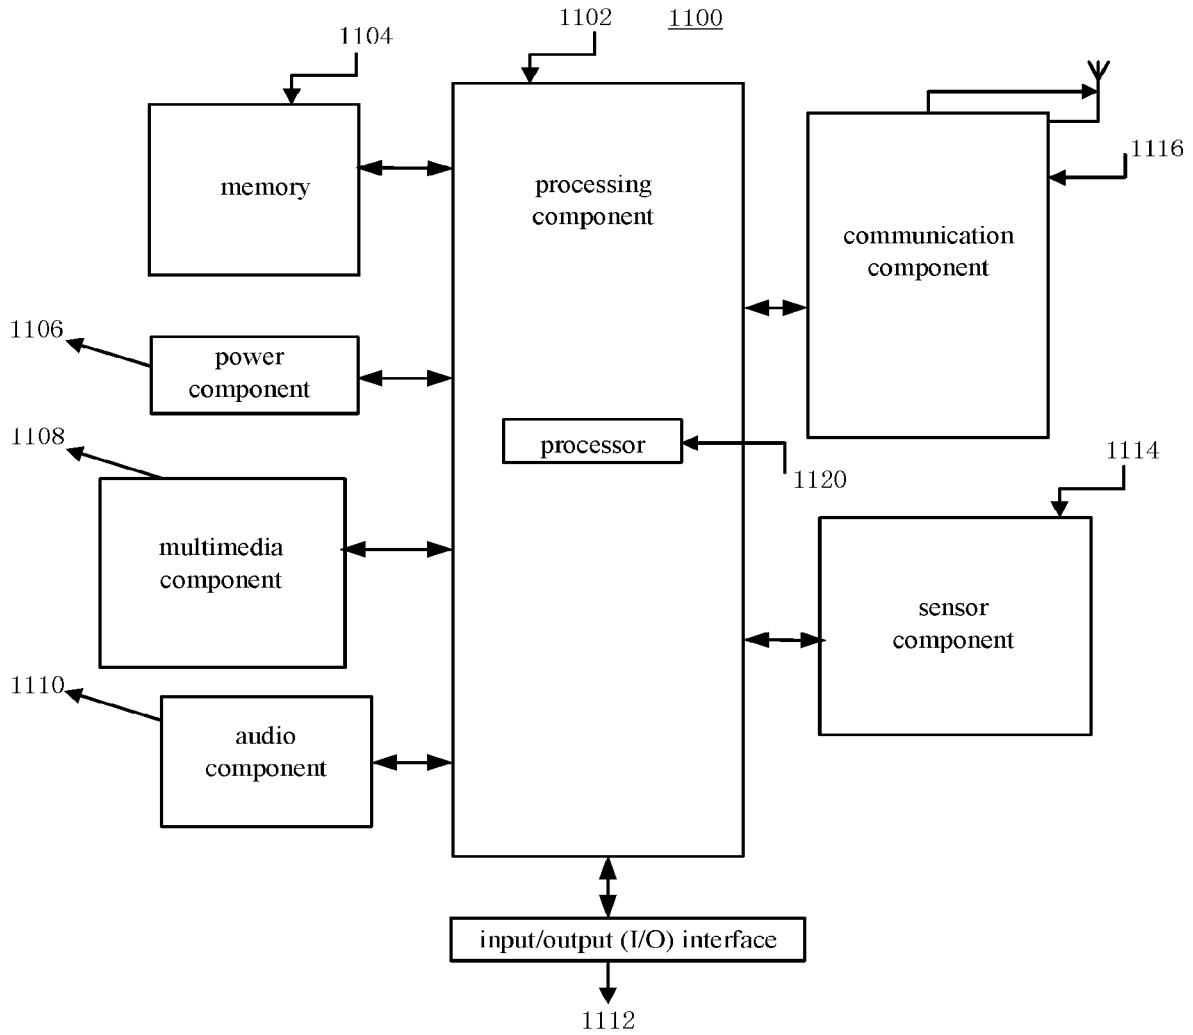 1102
1100
1104
1116
memory
processing
component
communication
component
1106
power
component
1108
processor
1120
1114
multimedia
component
sensor
component
1110
audio
component
input/output (I/O) interface
1112